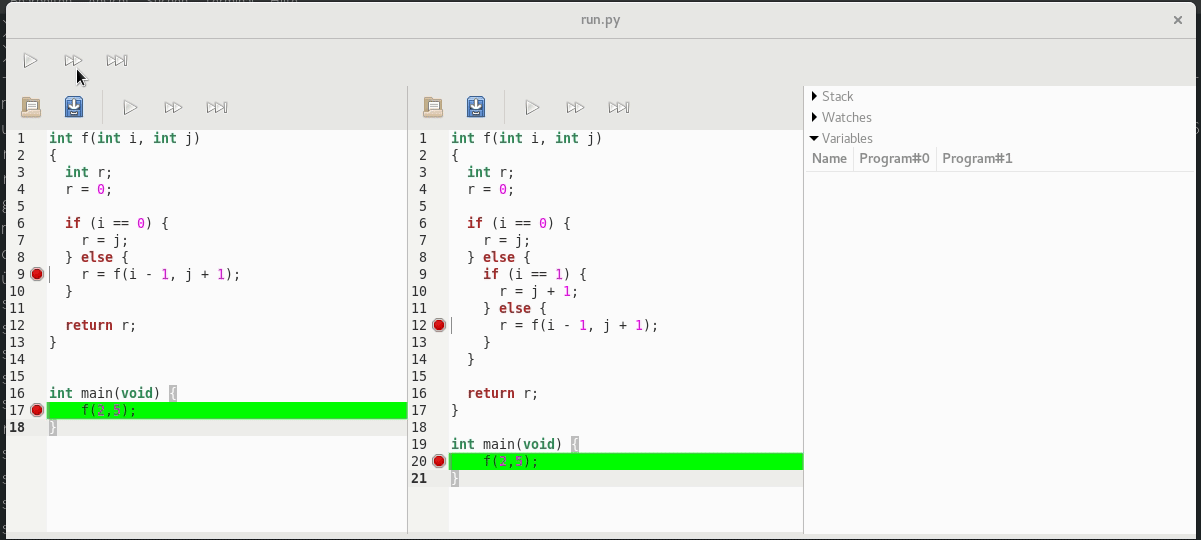 run.py
1 int f(int i, int j)
2 {
3   int r;
4   r = 0;
5
6   if (i == 0) {
7     r = j;
8   } else {
9     r = f(i - 1, j + 1);
10   }
11
12   return r;
13 }
14
15
16 int main(void) {
17     f(2,5);
18 }
1 int f(int i, int j)
2 {
3   int r;
4   r = 0;
5
6   if (i == 0) {
7     r = j;
8   } else {
9     if (i == 1) {
10       r = j + 1;
11     } else {
12       r = f(i - 1, j + 1);
13     }
14   }
15
16   return r;
17 }
18
19 int main(void) {
20     f(2,5);
21 }
Stack
Watches
Variables
Name Program#0 Program#1